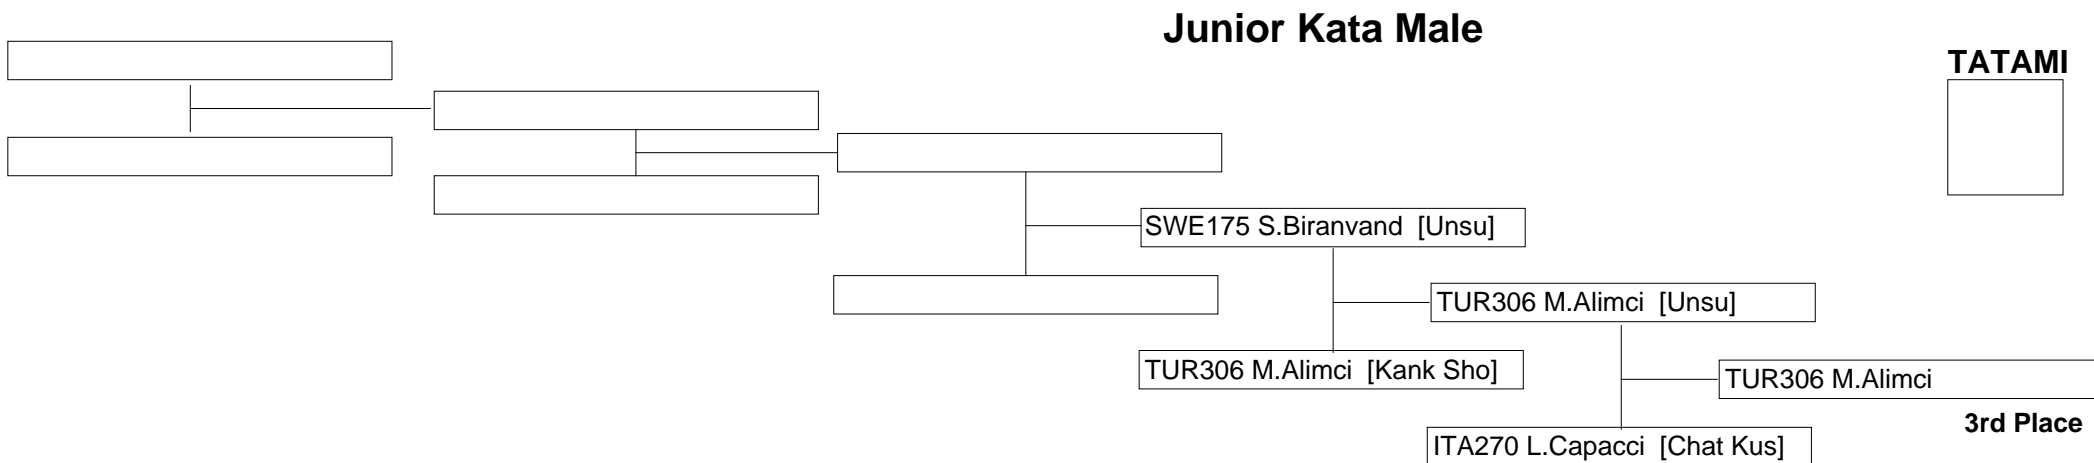 Junior Kata Male
TATAMI
SWE175 S.Biranvand [Unsu]
TUR306 M.Alimci [Unsu]
TUR306 M.Alimci [Kank Sho]
TUR306 M.Alimci
3rd Place
ITA270 L.Capacci [Chat Kus]